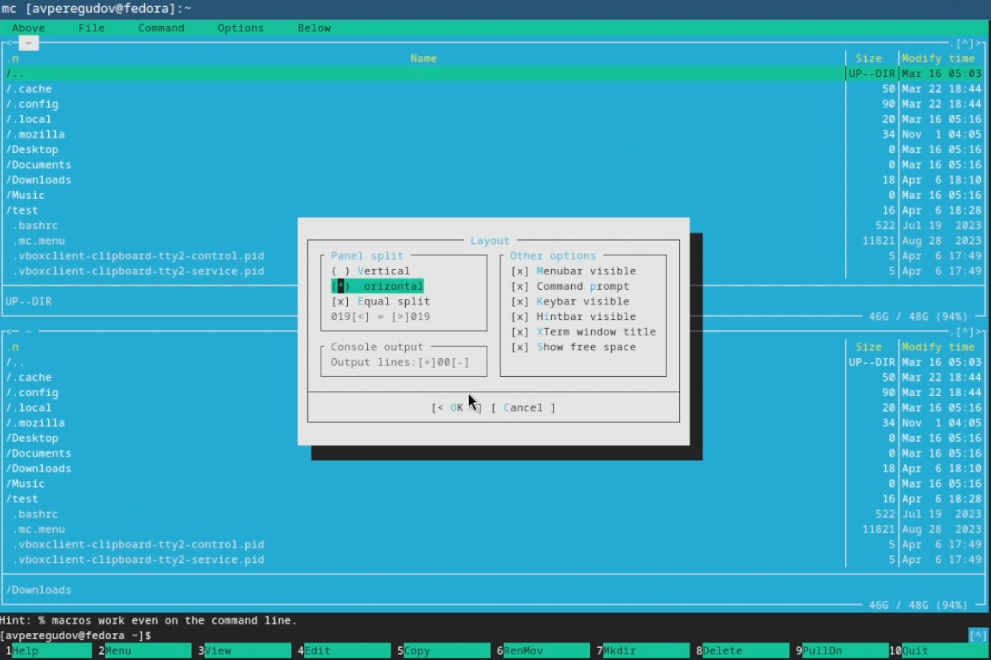 mc [avperegudov@fedora]:~
Above File Command Options Below
<- ~ .[^]>
.n Name Size Modify time
/.. UP--DIR Mar 16 05:03
/.cache 50 Mar 22 18:44
/.config 90 Mar 22 18:44
/.local 20 Mar 16 05:16
/.mozilla 34 Nov 1 04:05
/Desktop 0 Mar 16 05:16
/Documents 0 Mar 16 05:16
/Downloads 18 Apr 6 18:10
/Music 0 Mar 16 05:16
/test 16 Apr 6 18:28
.bashrc 522 Jul 19 2023
.mc.menu 11821 Aug 28 2023
.vboxclient-clipboard-tty2-control.pid 5 Apr 6 17:49
.vboxclient-clipboard-tty2-service.pid 5 Apr 6 17:49
UP--DIR
46G / 48G (94%)
Layout
Panel split
( ) Vertical
(*) orizontal
[x] Equal split
019[<] = [>]019
Console output
Output lines:[+]00[-]
Other options
[x] Menubar visible
[x] Command prompt
[x] Keybar visible
[x] Hintbar visible
[x] XTerm window title
[x] Show free space
[< OK >] [ Cancel ]
<- ~ .[^]>
.n Size Modify time
/.. UP--DIR Mar 16 05:03
/.cache 50 Mar 22 18:44
/.config 90 Mar 22 18:44
/.local 20 Mar 16 05:16
/.mozilla 34 Nov 1 04:05
/Desktop 0 Mar 16 05:16
/Documents 0 Mar 16 05:16
/Downloads 18 Apr 6 18:10
/Music 0 Mar 16 05:16
/test 16 Apr 6 18:28
.bashrc 522 Jul 19 2023
.mc.menu 11821 Aug 28 2023
.vboxclient-clipboard-tty2-control.pid 5 Apr 6 17:49
.vboxclient-clipboard-tty2-service.pid 5 Apr 6 17:49
/Downloads
46G / 48G (94%)
Hint: % macros work even on the command line.
[avperegudov@fedora ~]$ [^]
1Help 2Menu 3View 4Edit 5Copy 6RenMov 7Mkdir 8Delete 9PullDn 10Quit